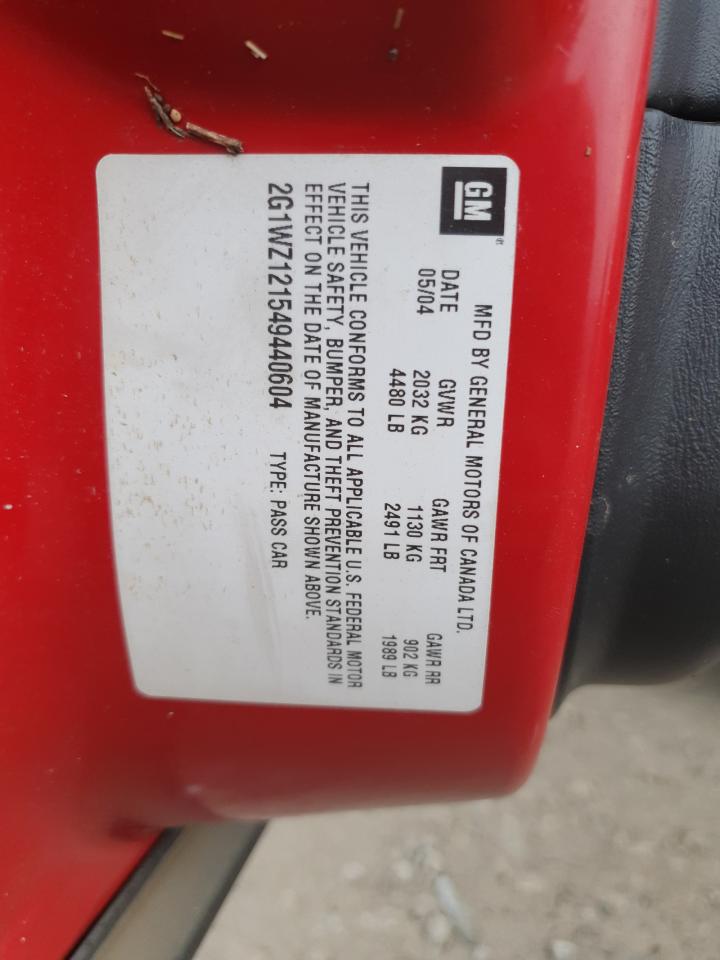 GM
MFD BY GENERAL MOTORS OF CANADA LTD.
DATE GVWR GAWR FRT GAWR RR
05/04 2032 KG 1130 KG 902 KG
4480 LB 2491 LB 1989 LB
THIS VEHICLE CONFORMS TO ALL APPLICABLE U.S. FEDERAL MOTOR
VEHICLE SAFETY, BUMPER, AND THEFT PREVENTION STANDARDS IN
EFFECT ON THE DATE OF MANUFACTURE SHOWN ABOVE.
2G1WZ121549440604 TYPE: PASS CAR